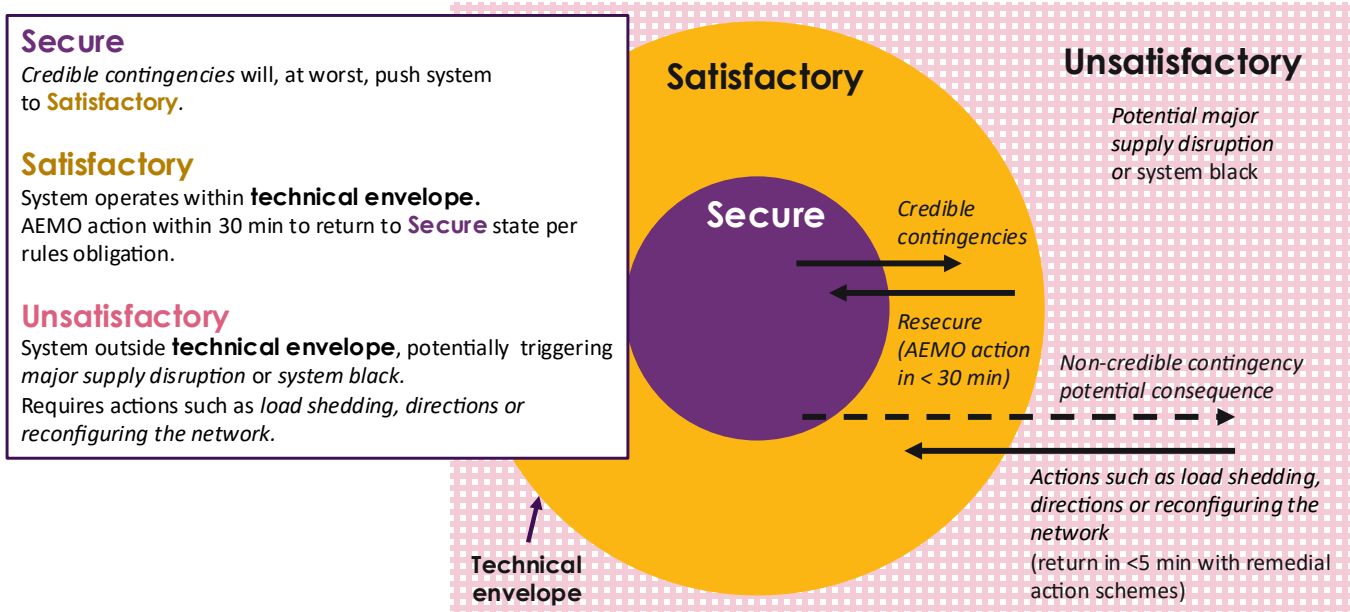 Secure
Credible contingencies will, at worst, push system
to Satisfactory.
Satisfactory
System operates within technical envelope.
AEMO action within 30 min to return to Secure state per
rules obligation.
Unsatisfactory
System outside technical envelope, potentially triggering
major supply disruption or system black.
Requires actions such as load shedding, directions or
reconfiguring the network.
Satisfactory
Secure
Unsatisfactory
Potential major
supply disruption
or system black
Credible
contingencies
Resecure
(AEMO action
in < 30 min)
Non-credible contingency
potential consequence
Actions such as load shedding,
directions or reconfiguring the
network
(return in <5 min with remedial
action schemes)
Technical
envelope